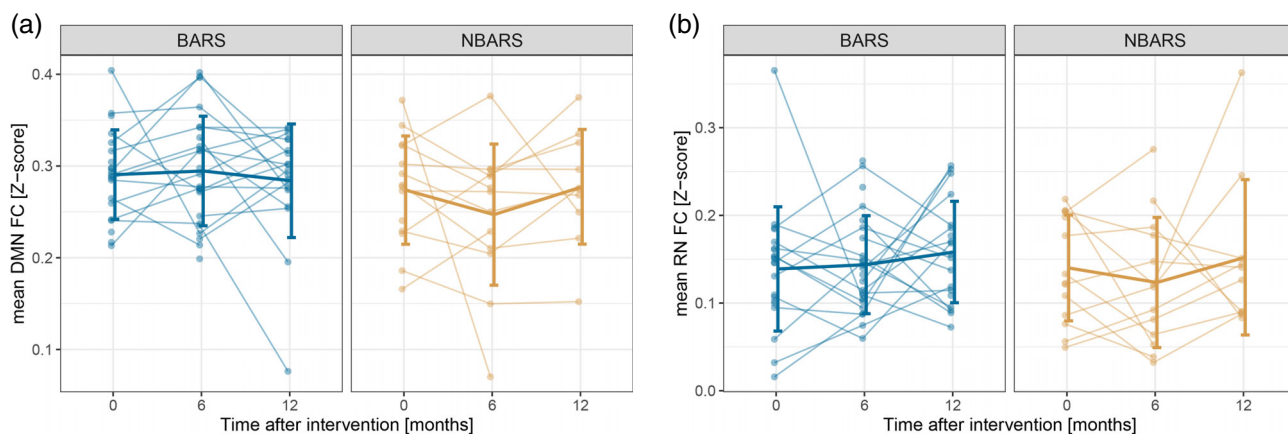 (a)
BARS
NBARS
mean DMN FC [Z−score]
0.4
0.3
0.2
0.1
0
6
12
0
6
12
Time after intervention [months]
(b)
BARS
NBARS
mean RN FC [Z−score]
0.3
0.2
0.1
0.0
0
6
12
0
6
12
Time after intervention [months]